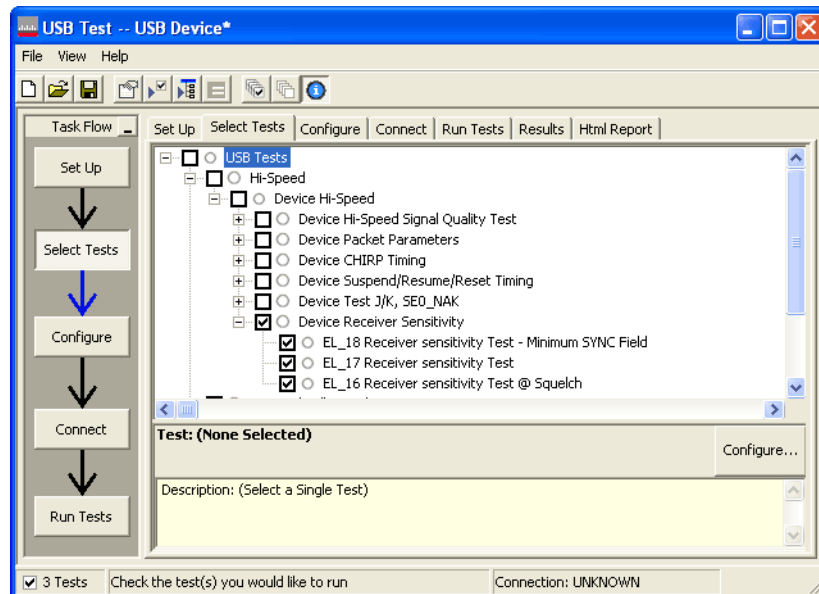 USB Test -- USB Device*
File View Help
Task Flow
Set Up
Select Tests
Configure
Connect
Run Tests
Set Up Select Tests Configure Connect Run Tests Results Html Report
USB Tests
Hi-Speed
Device Hi-Speed
Device Hi-Speed Signal Quality Test
Device Packet Parameters
Device CHIRP Timing
Device Suspend/Resume/Reset Timing
Device Test J/K, SE0_NAK
Device Receiver Sensitivity
EL_18 Receiver sensitivity Test - Minimum SYNC Field
EL_17 Receiver sensitivity Test
EL_16 Receiver sensitivity Test @ Squelch
Test: (None Selected)
Configure...
Description: (Select a Single Test)
3 Tests Check the test(s) you would like to run Connection: UNKNOWN